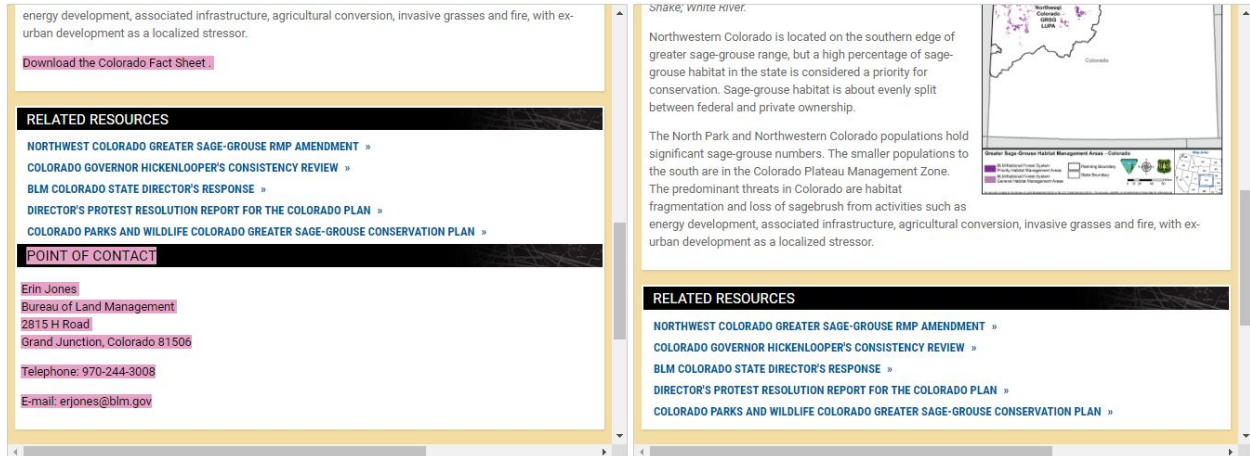 energy development, associated infrastructure, agricultural conversion, invasive grasses and fire, with ex-
urban development as a localized stressor.
Download the Colorado Fact Sheet .
RELATED RESOURCES
NORTHWEST COLORADO GREATER SAGE-GROUSE RMP AMENDMENT »
COLORADO GOVERNOR HICKENLOOPER'S CONSISTENCY REVIEW »
BLM COLORADO STATE DIRECTOR'S RESPONSE »
DIRECTOR'S PROTEST RESOLUTION REPORT FOR THE COLORADO PLAN »
COLORADO PARKS AND WILDLIFE COLORADO GREATER SAGE-GROUSE CONSERVATION PLAN »
POINT OF CONTACT
Erin Jones
Bureau of Land Management
2815 H Road
Grand Junction, Colorado 81506
Telephone: 970-244-3008
E-mail: erjones@blm.gov
Snake; White River.
Northwestern Colorado is located on the southern edge of
greater sage-grouse range, but a high percentage of sage-
grouse habitat in the state is considered a priority for
conservation. Sage-grouse habitat is about evenly split
between federal and private ownership.
The North Park and Northwestern Colorado populations hold
significant sage-grouse numbers. The smaller populations to
the south are in the Colorado Plateau Management Zone.
The predominant threats in Colorado are habitat
fragmentation and loss of sagebrush from activities such as
energy development, associated infrastructure, agricultural conversion, invasive grasses and fire, with ex-
urban development as a localized stressor.
Northwest
Colorado
GRSG
LUPA
Colorado
Greater Sage-Grouse Habitat Management Areas - Colorado
RELATED RESOURCES
NORTHWEST COLORADO GREATER SAGE-GROUSE RMP AMENDMENT »
COLORADO GOVERNOR HICKENLOOPER'S CONSISTENCY REVIEW »
BLM COLORADO STATE DIRECTOR'S RESPONSE »
DIRECTOR'S PROTEST RESOLUTION REPORT FOR THE COLORADO PLAN »
COLORADO PARKS AND WILDLIFE COLORADO GREATER SAGE-GROUSE CONSERVATION PLAN »